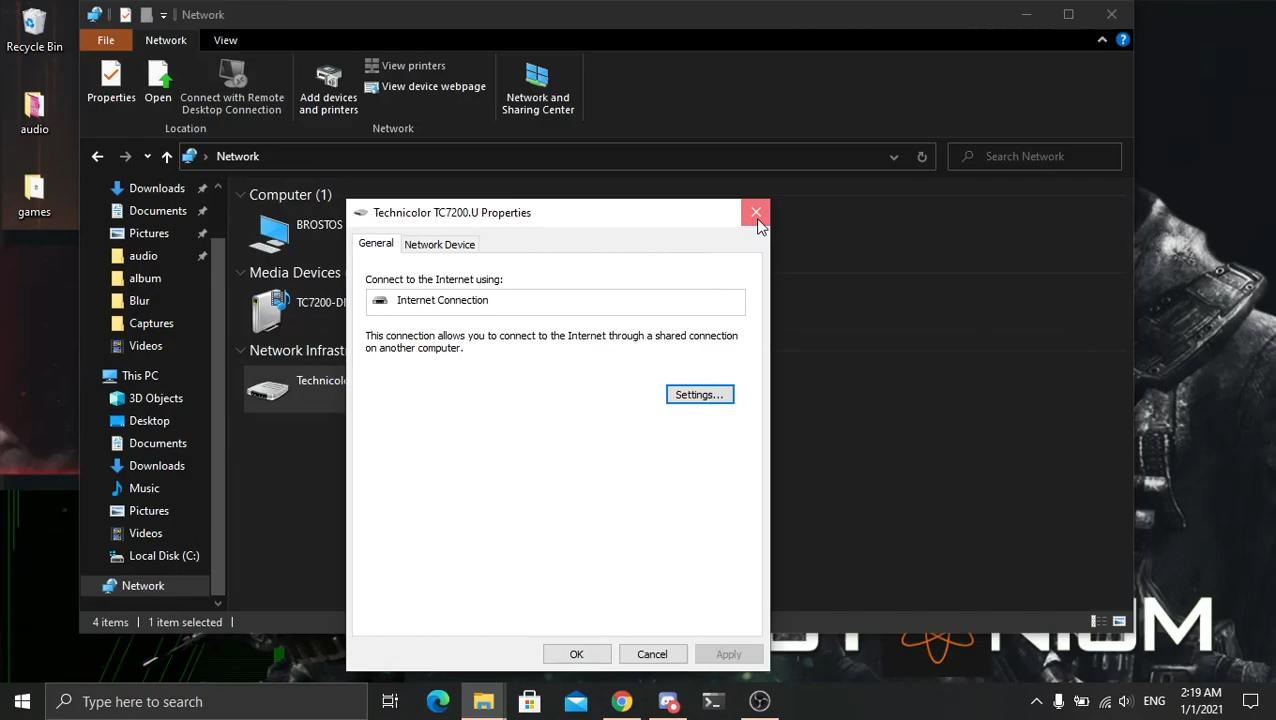 Recycle Bin
audio
games
Network
File
Network
View
Properties
Open
Connect with Remote
Desktop Connection
Add devices
and printers
View printers
View device webpage
Network and
Sharing Center
Location
Network
Network
Search Network
Downloads
Documents
Pictures
audio
album
Blur
Captures
Videos
This PC
3D Objects
Desktop
Documents
Downloads
Music
Pictures
Videos
Local Disk (C:)
Network
Computer (1)
BROSTOS
Media Devices
TC7200-D
Network Infrast
Technicolo
Technicolor TC7200.U Properties
General
Network Device
Connect to the Internet using:
Internet Connection
This connection allows you to connect to the Internet through a shared connection
on another computer.
Settings...
OK
Cancel
Apply
4 items
1 item selected
Type here to search
ENG
2:19 AM
1/1/2021